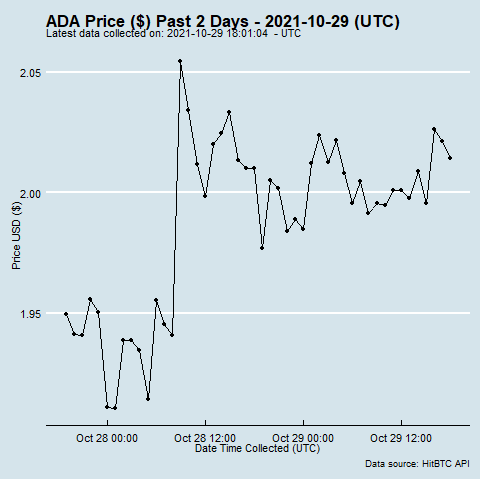 ADA Price ($) Past 2 Days - 2021-10-29 (UTC)
Latest data collected on: 2021-10-29 18:01:04 - UTC
2.05
2.00
1.95
Price USD ($)
Oct 28 00:00
Oct 28 12:00
Oct 29 00:00
Oct 29 12:00
Date Time Collected (UTC)
Data source: HitBTC API